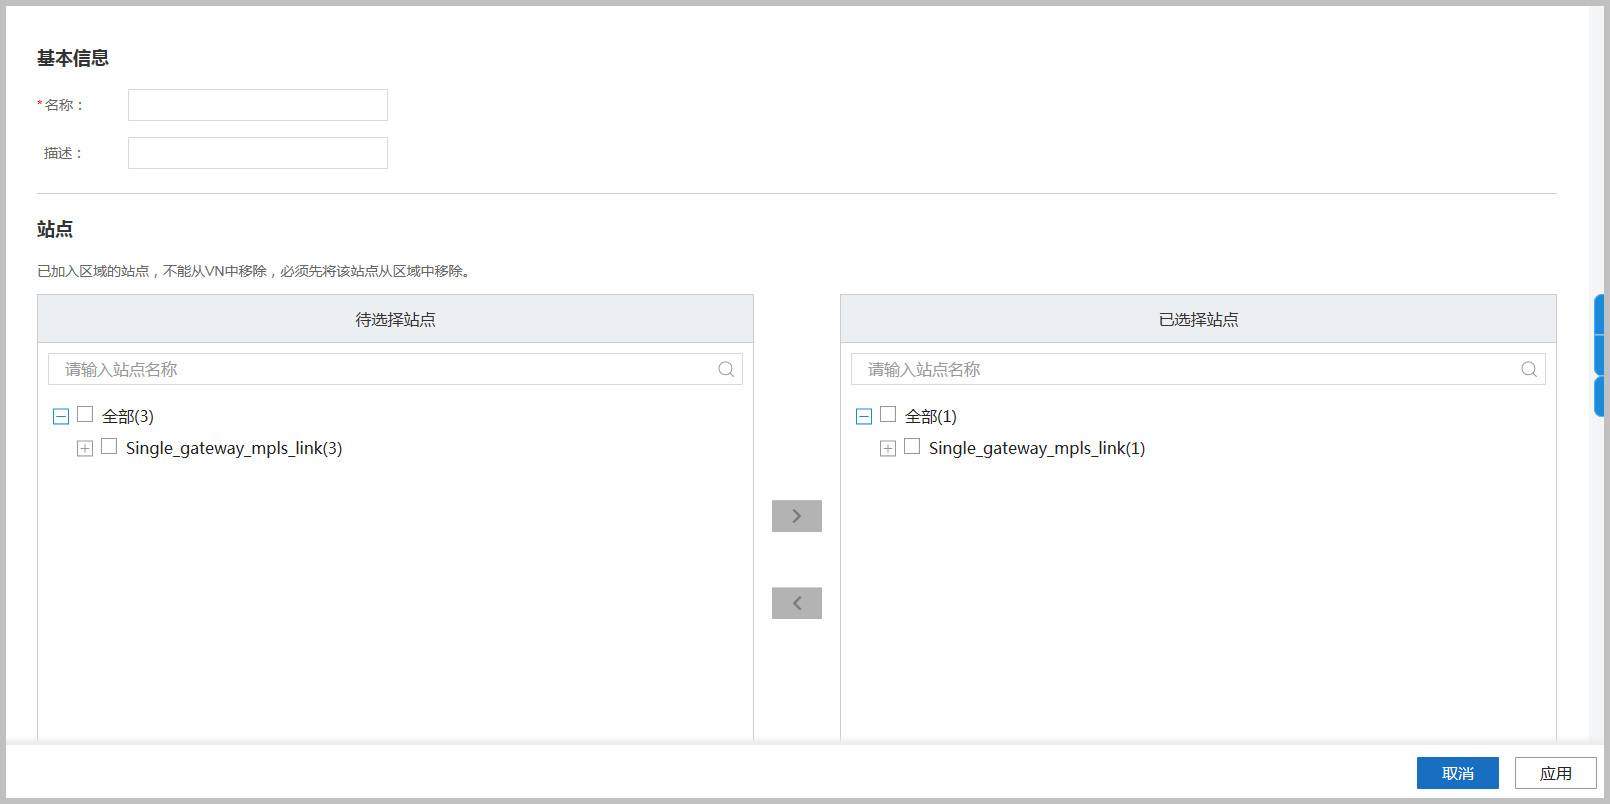 基本信息
*名称：
描述：
站点
已加入区域的站点，不能从VN中移除，必须先将该站点从区域中移除。
待选择站点
请输入站点名称
全部(3)
Single_gateway_mpls_link(3)
已选择站点
请输入站点名称
全部(1)
Single_gateway_mpls_link(1)
取消
应用